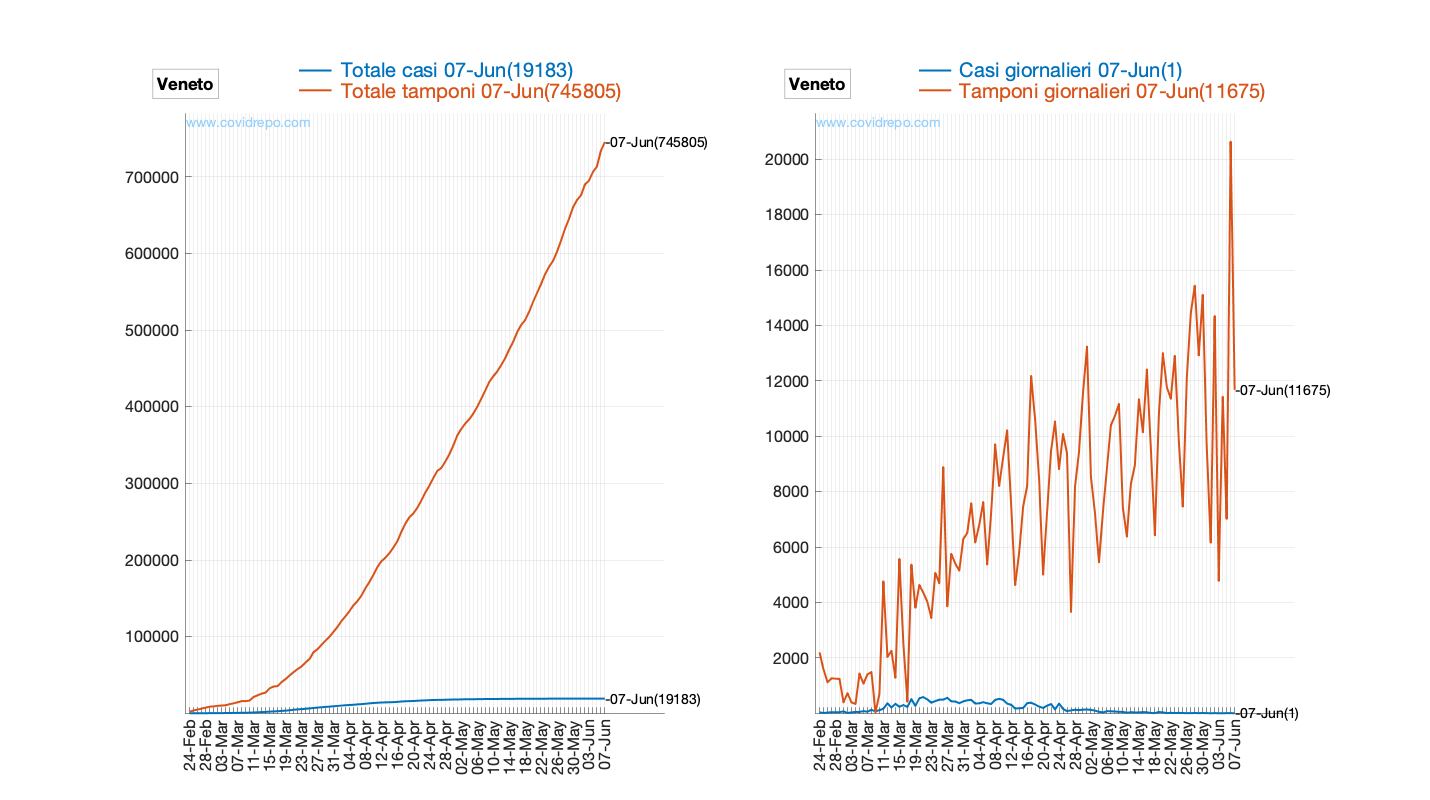 Veneto
Totale casi 07-Jun(19183)
Totale tamponi 07-Jun(745805)
www.covidrepo.com
-07-Jun(745805)
700000
600000
500000
400000
300000
200000
100000
-07-Jun(19183)
24-Feb
28-Feb
03-Mar
07-Mar
11-Mar
15-Mar
19-Mar
23-Mar
27-Mar
31-Mar
04-Apr
08-Apr
12-Apr
16-Apr
20-Apr
24-Apr
28-Apr
02-May
06-May
10-May
14-May
18-May
22-May
26-May
30-May
03-Jun
07-Jun
Veneto
Casi giornalieri 07-Jun(1)
Tamponi giornalieri 07-Jun(11675)
www.covidrepo.com
20000
18000
16000
14000
12000
-07-Jun(11675)
10000
8000
6000
4000
2000
-07-Jun(1)
24-Feb
28-Feb
03-Mar
07-Mar
11-Mar
15-Mar
19-Mar
23-Mar
27-Mar
31-Mar
04-Apr
08-Apr
12-Apr
16-Apr
20-Apr
24-Apr
28-Apr
02-May
06-May
10-May
14-May
18-May
22-May
26-May
30-May
03-Jun
07-Jun